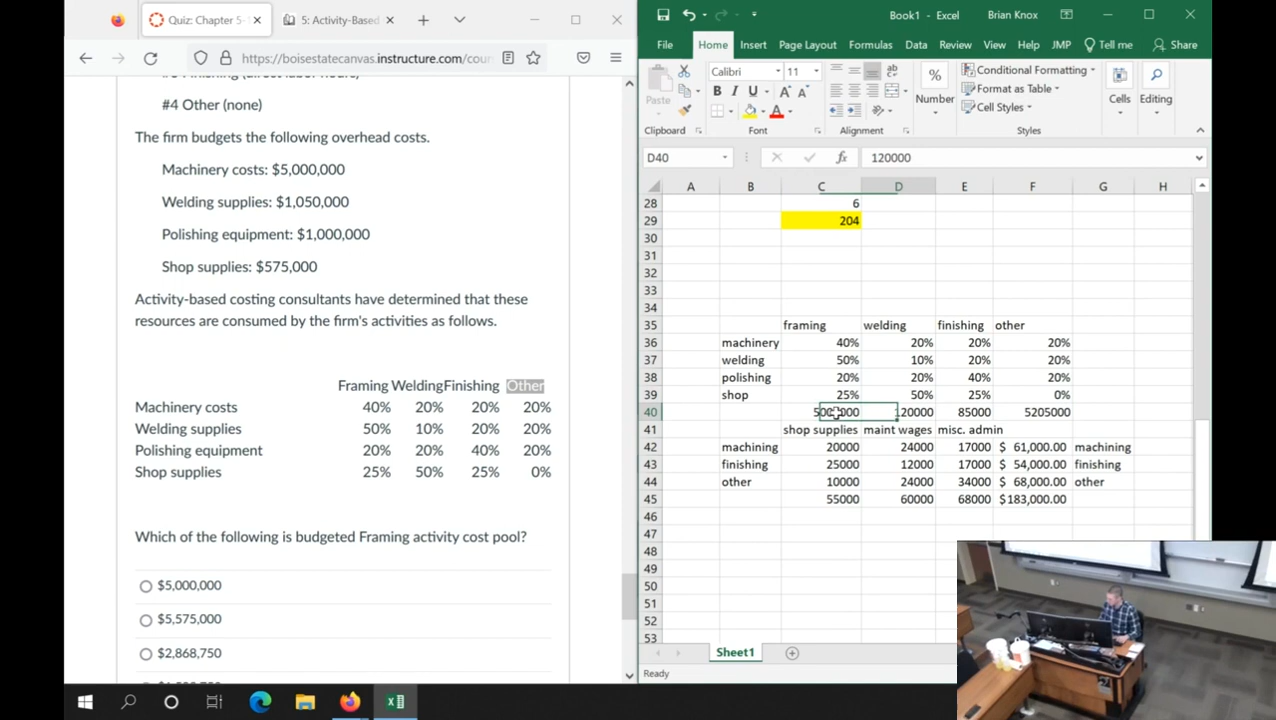 Quiz: Chapter 5-
5: Activity-Based
https://boisestatecanvas.instructure.com/cour
#4 Other (none)
The firm budgets the following overhead costs.
Machinery costs: $5,000,000
Welding supplies: $1,050,000
Polishing equipment: $1,000,000
Shop supplies: $575,000
Activity-based costing consultants have determined that these
resources are consumed by the firm's activities as follows.
Framing Welding Finishing Other
Machinery costs 40% 20% 20% 20%
Welding supplies 50% 10% 20% 20%
Polishing equipment 20% 20% 40% 20%
Shop supplies 25% 50% 25% 0%
Which of the following is budgeted Framing activity cost pool?
$5,000,000
$5,575,000
$2,868,750
Book1 - Excel Brian Knox
File Home Insert Page Layout Formulas Data Review View Help JMP Tell me Share
Paste Calibri 11 B I U A A A % Number Conditional Formatting Format as Table Cell Styles Cells Editing
Clipboard Font Alignment Styles
D40 fx 120000
A B C D E F G H
28 6
29 204
30
31
32
33
34
35 framing welding finishing other
36 machinery 40% 20% 20% 20%
37 welding 50% 10% 20% 20%
38 polishing 20% 20% 40% 20%
39 shop 25% 50% 25% 0%
40 120000 85000 5205000
41 shop supplies maint wages misc. admin
42 machining 20000 24000 17000 $ 61,000.00 machining
43 finishing 25000 12000 17000 $ 54,000.00 finishing
44 other 10000 24000 34000 $ 68,000.00 other
45 55000 60000 68000 $183,000.00
46
47
48
49
50
51
52
53
Sheet1
Ready